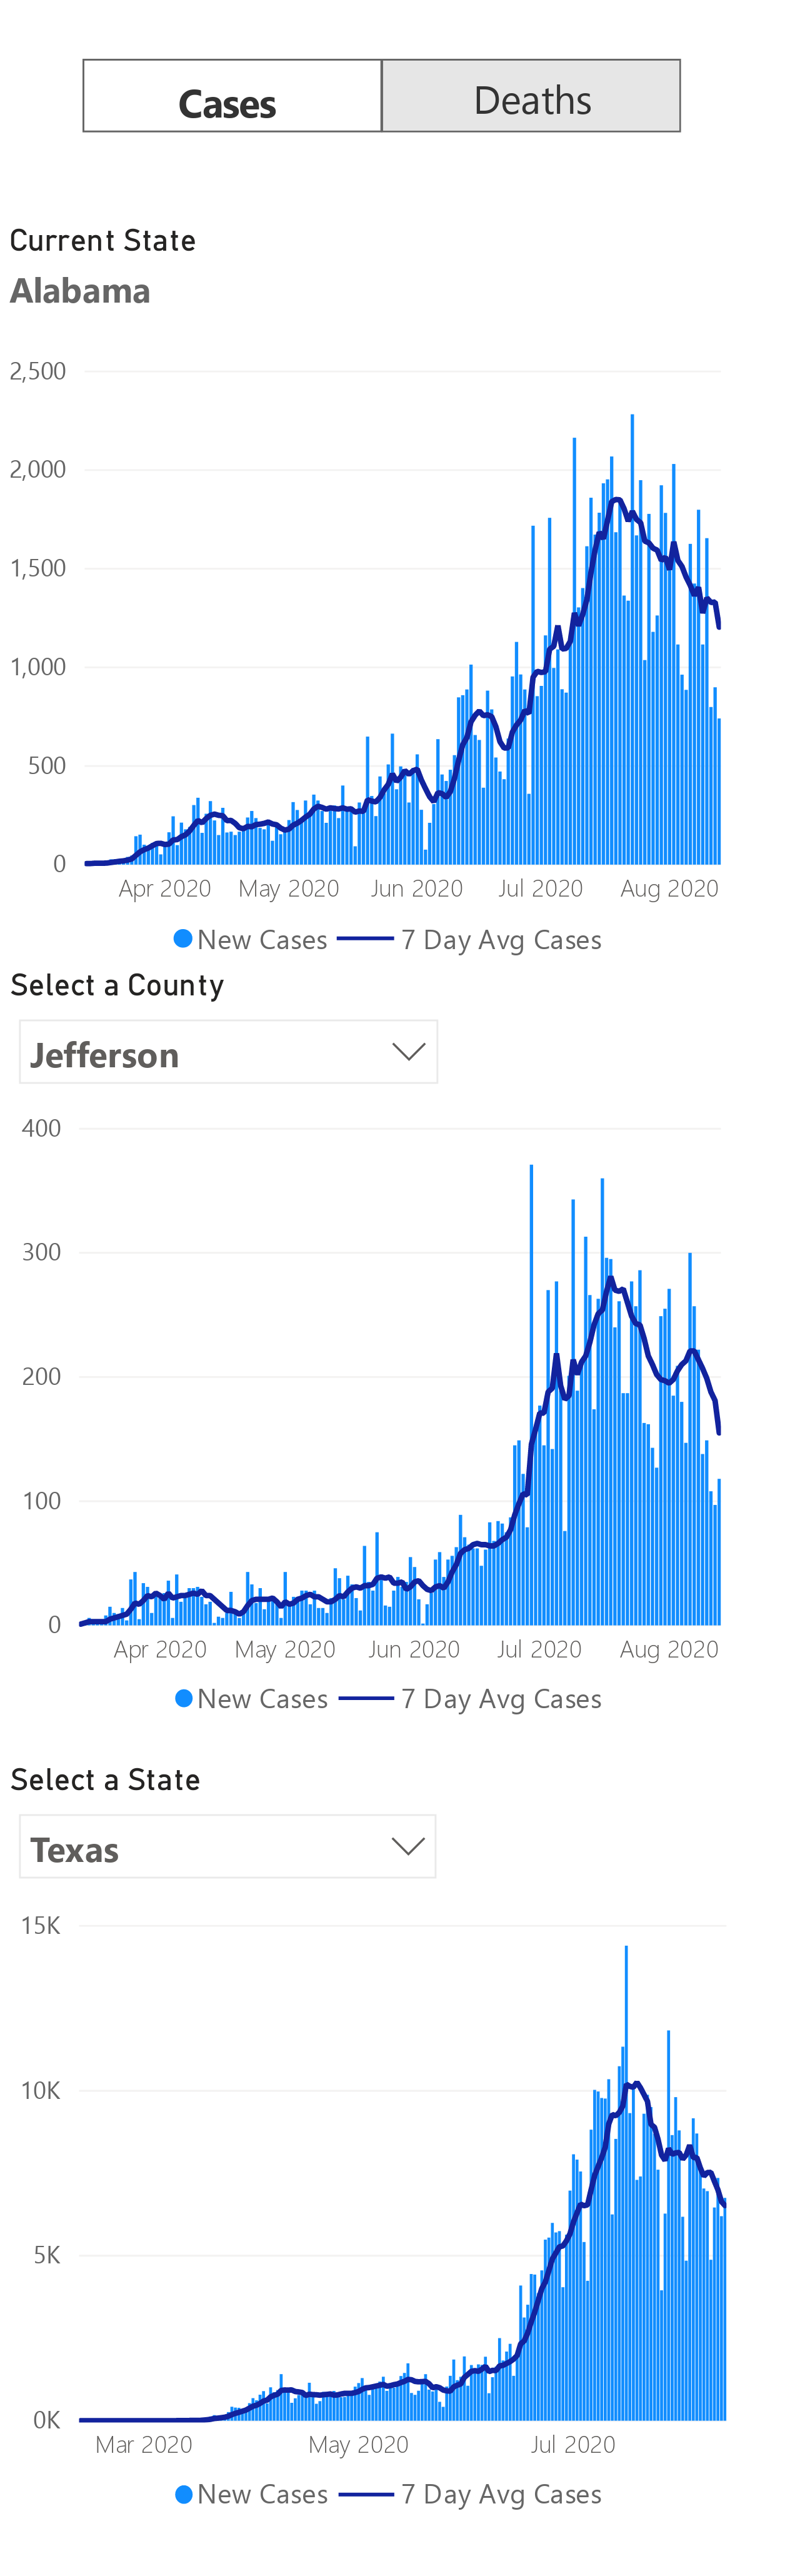 Cases Deaths
Current State
Alabama
2,500
2,000
1,500
1,000
500
0
Apr 2020 May 2020 Jun 2020 Jul 2020 Aug 2020
New Cases 7 Day Avg Cases
Select a County
Jefferson
400
300
200
100
0
Apr 2020 May 2020 Jun 2020 Jul 2020 Aug 2020
New Cases 7 Day Avg Cases
Select a State
Texas
15K
10K
5K
0K
Mar 2020 May 2020 Jul 2020
New Cases 7 Day Avg Cases